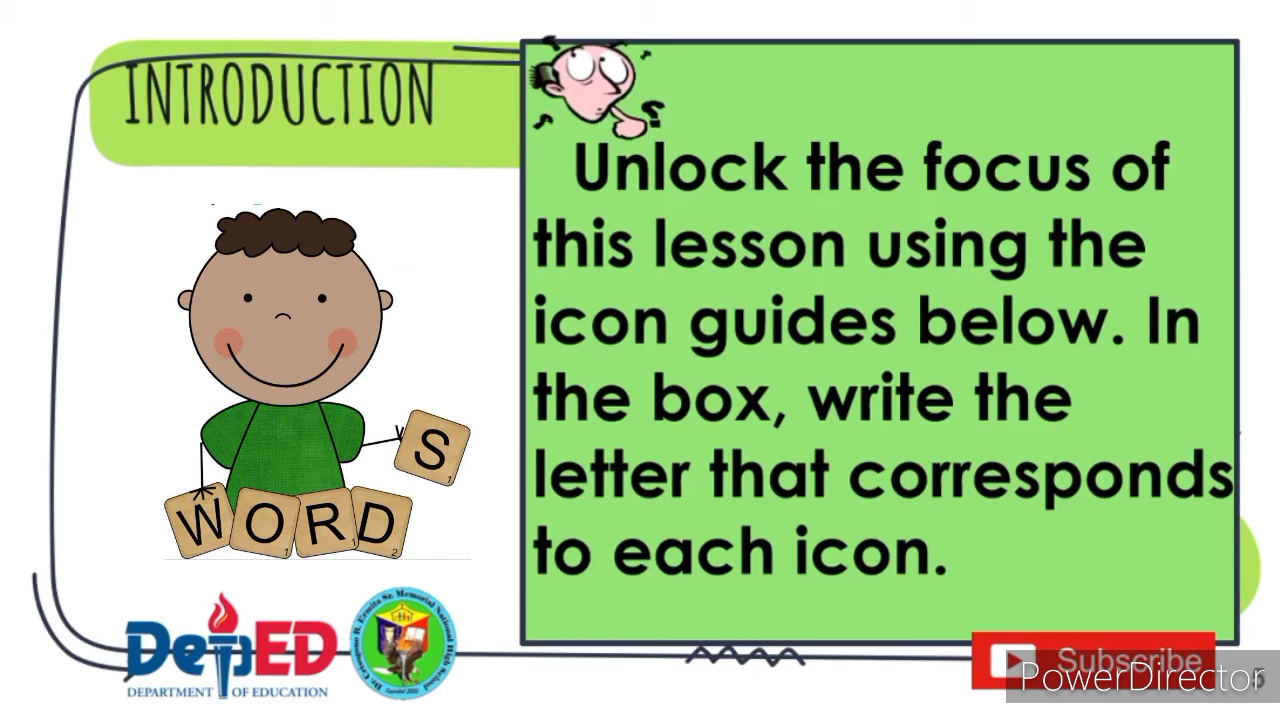 INTRODUCTION
Unlock the focus of
this lesson using the
icon guides below. In
the box, write the
letter that corresponds
to each icon.
S
WORD
DepED
DEPARTMENT OF EDUCATION
Subscribe
PowerDirector